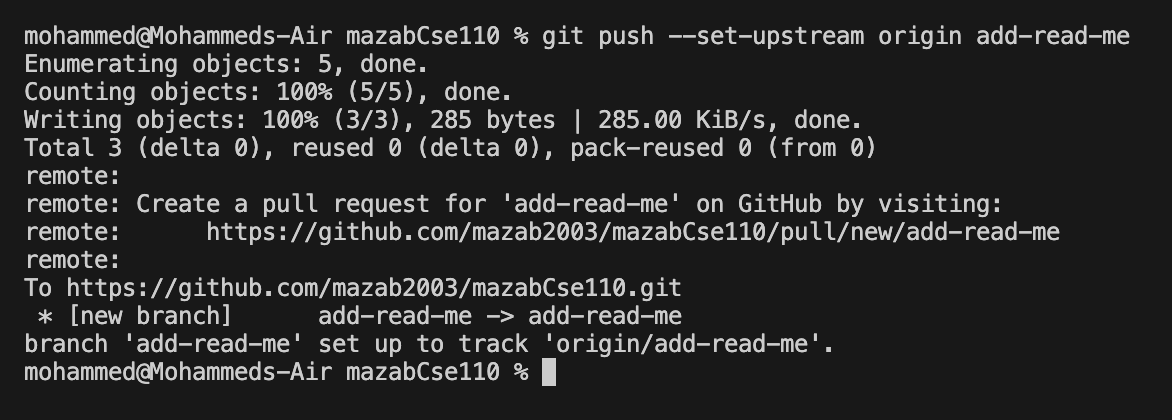 mohammed@Mohammeds-Air mazabCse110 % git push --set-upstream origin add-read-me
Enumerating objects: 5, done.
Counting objects: 100% (5/5), done.
Writing objects: 100% (3/3), 285 bytes | 285.00 KiB/s, done.
Total 3 (delta 0), reused 0 (delta 0), pack-reused 0 (from 0)
remote:
remote: Create a pull request for 'add-read-me' on GitHub by visiting:
remote:      https://github.com/mazab2003/mazabCse110/pull/new/add-read-me
remote:
To https://github.com/mazab2003/mazabCse110.git
 * [new branch]      add-read-me -> add-read-me
branch 'add-read-me' set up to track 'origin/add-read-me'.
mohammed@Mohammeds-Air mazabCse110 %